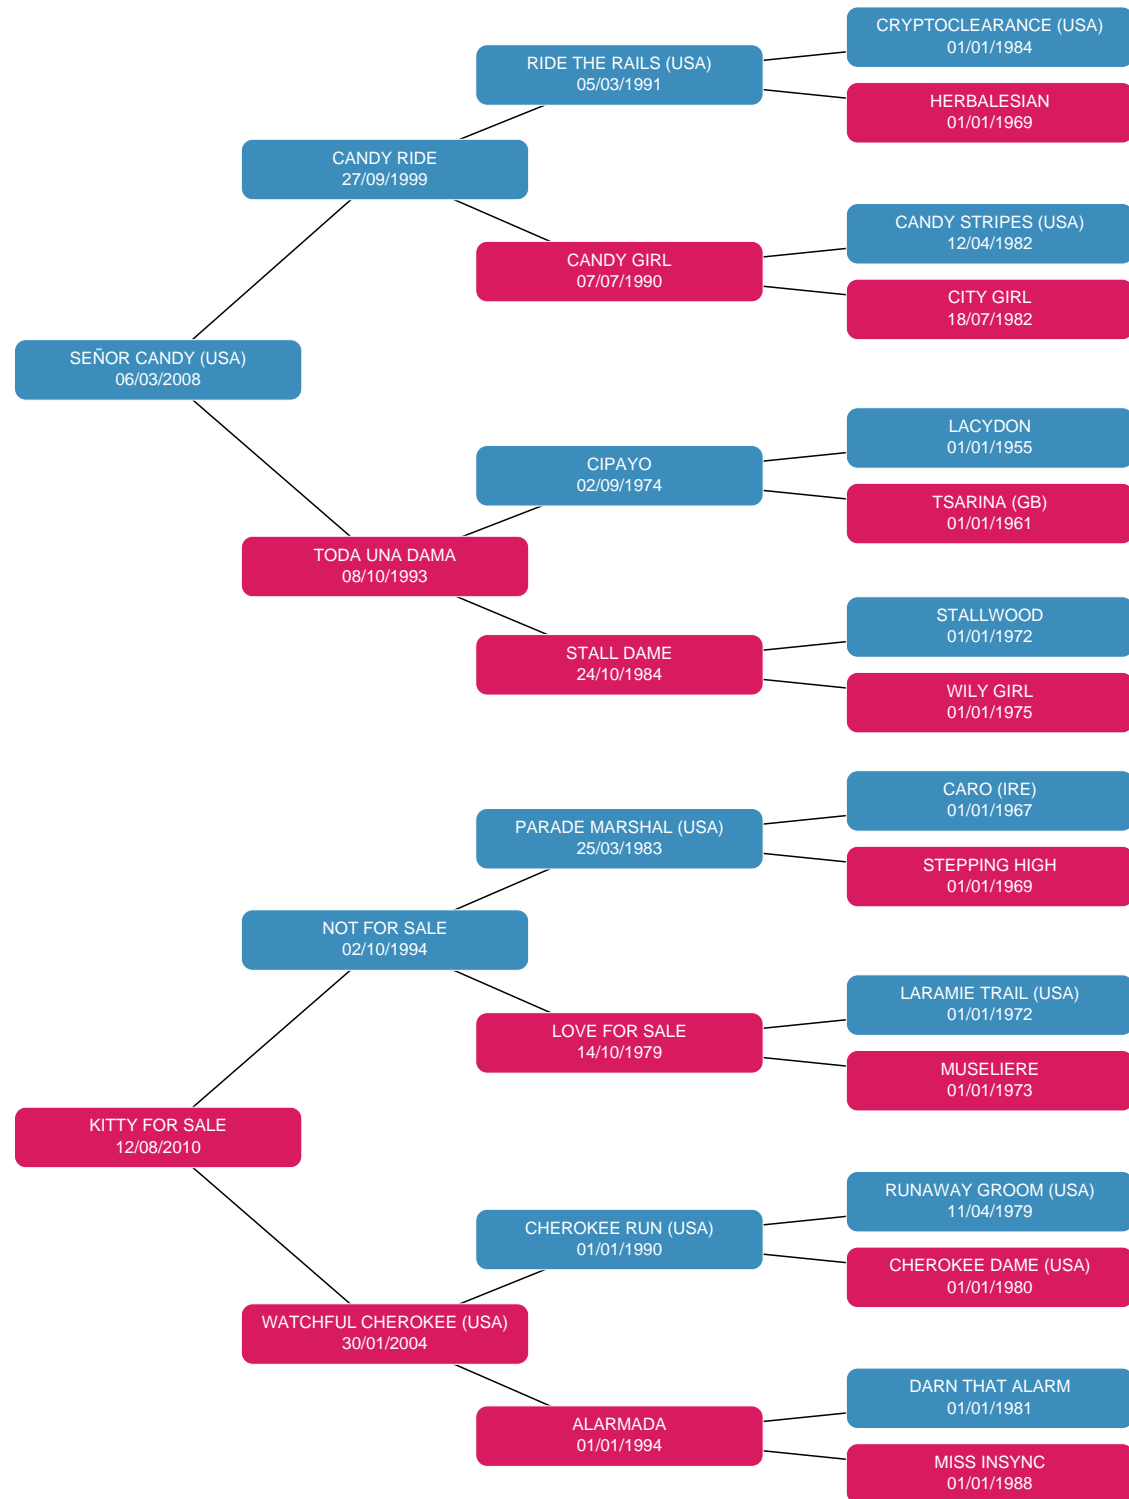 CRYPTOCLEARANCE (USA)
01/01/1984
RIDE THE RAILS (USA)
05/03/1991
HERBALESIAN
01/01/1969
CANDY RIDE
27/09/1999
CANDY STRIPES (USA)
12/04/1982
CANDY GIRL
07/07/1990
CITY GIRL
18/07/1982
SEÑOR CANDY (USA)
06/03/2008
LACYDON
01/01/1955
CIPAYO
02/09/1974
TSARINA (GB)
01/01/1961
TODA UNA DAMA
08/10/1993
STALLWOOD
01/01/1972
STALL DAME
24/10/1984
WILY GIRL
01/01/1975
CARO (IRE)
01/01/1967
PARADE MARSHAL (USA)
25/03/1983
STEPPING HIGH
01/01/1969
NOT FOR SALE
02/10/1994
LARAMIE TRAIL (USA)
01/01/1972
LOVE FOR SALE
14/10/1979
MUSELIERE
01/01/1973
KITTY FOR SALE
12/08/2010
RUNAWAY GROOM (USA)
11/04/1979
CHEROKEE RUN (USA)
01/01/1990
CHEROKEE DAME (USA)
01/01/1980
WATCHFUL CHEROKEE (USA)
30/01/2004
DARN THAT ALARM
01/01/1981
ALARMADA
01/01/1994
MISS INSYNC
01/01/1988